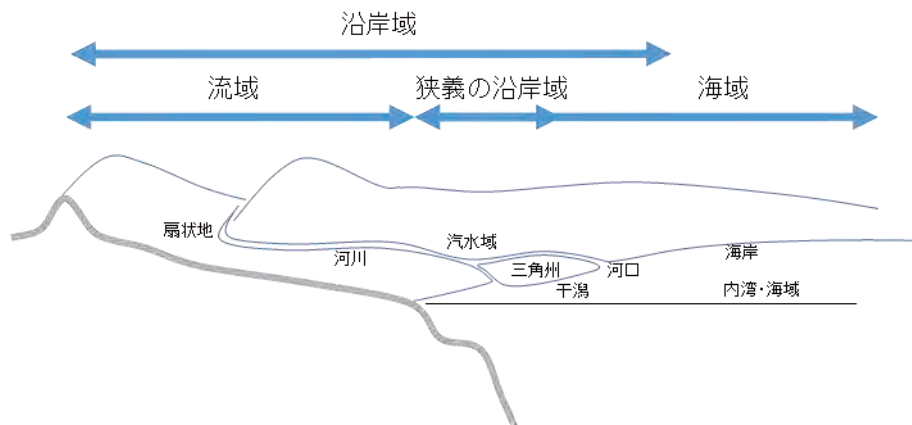 沿岸域
流域
狭義の沿岸域
海域
扇状地
河川
汽水域
三角州
河口
海岸
干潟
内湾・海域